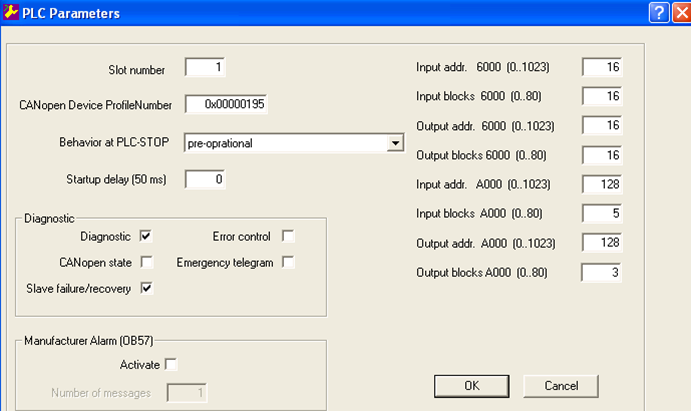 PLC Parameters
Slot number 1
CANopen Device ProfileNumber 0x00000195
Behavior at PLC-STOP pre-oprational
Startup delay (50 ms) 0
Diagnostic
Diagnostic Error control
CANopen state Emergency telegram
Slave failure/recovery
Manufacturer Alarm (OB57)
Activate
Number of messages 1
Input addr. 6000 (0..1023) 16
Input blocks 6000 (0..80) 16
Output addr. 6000 (0..1023) 16
Output blocks 6000 (0..80) 16
Input addr. A000 (0..1023) 128
Input blocks A000 (0..80) 5
Output addr. A000 (0..1023) 128
Output blocks A000 (0..80) 3
OK Cancel